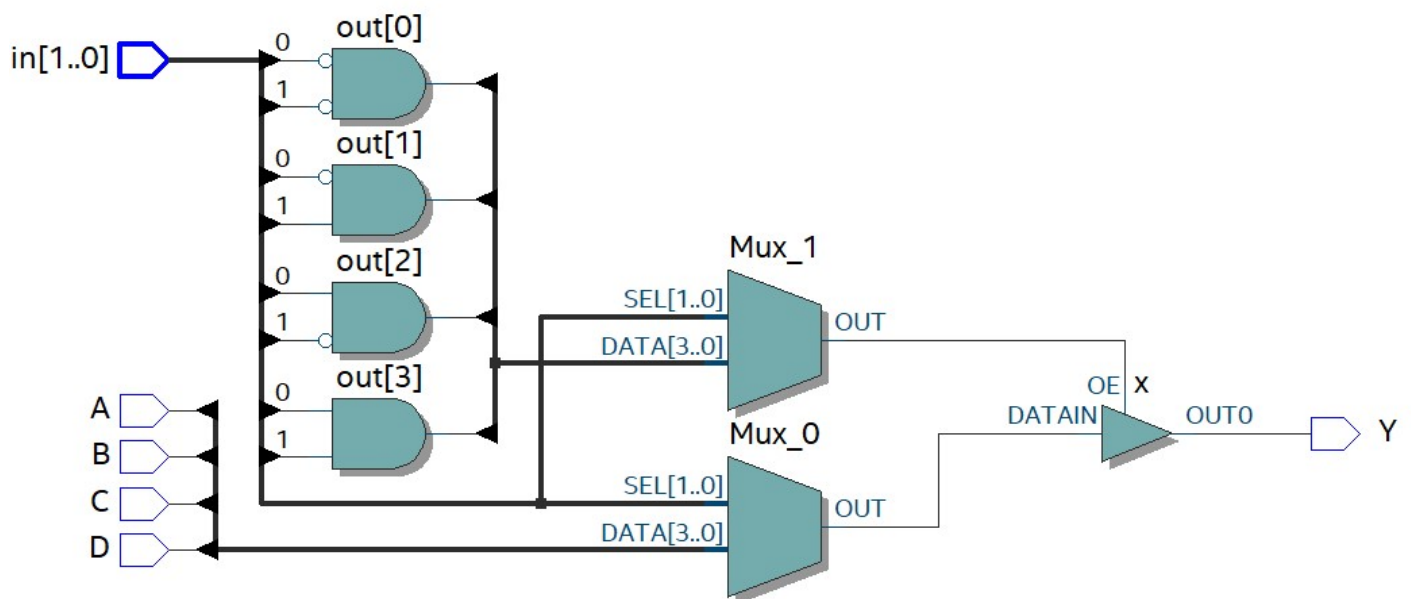 in[1..0]
out[0]
0
1
out[1]
0
1
out[2]
0
1
out[3]
0
1
A
B
C
D
Mux_1
SEL[1..0]
DATA[3..0]
OUT
Mux_0
SEL[1..0]
DATA[3..0]
OUT
OE
x
DATAIN
OUT0
Y